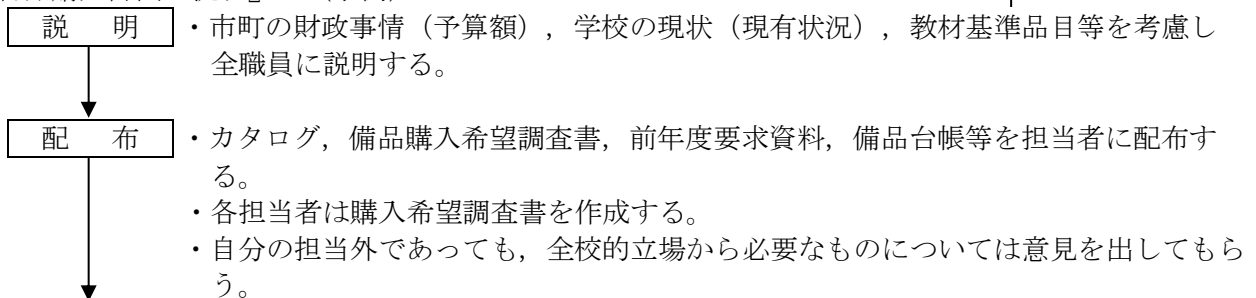 説　明　・市町の財政事情（予算額），学校の現状（現有状況），教材基準品目等を考慮し
全職員に説明する。
配　布　・カタログ，備品購入希望調査書，前年度要求資料，備品台帳等を担当者に配布す
る。
・各担当者は購入希望調査書を作成する。
・自分の担当外であっても，全校的立場から必要なものについては意見を出してもら
う。